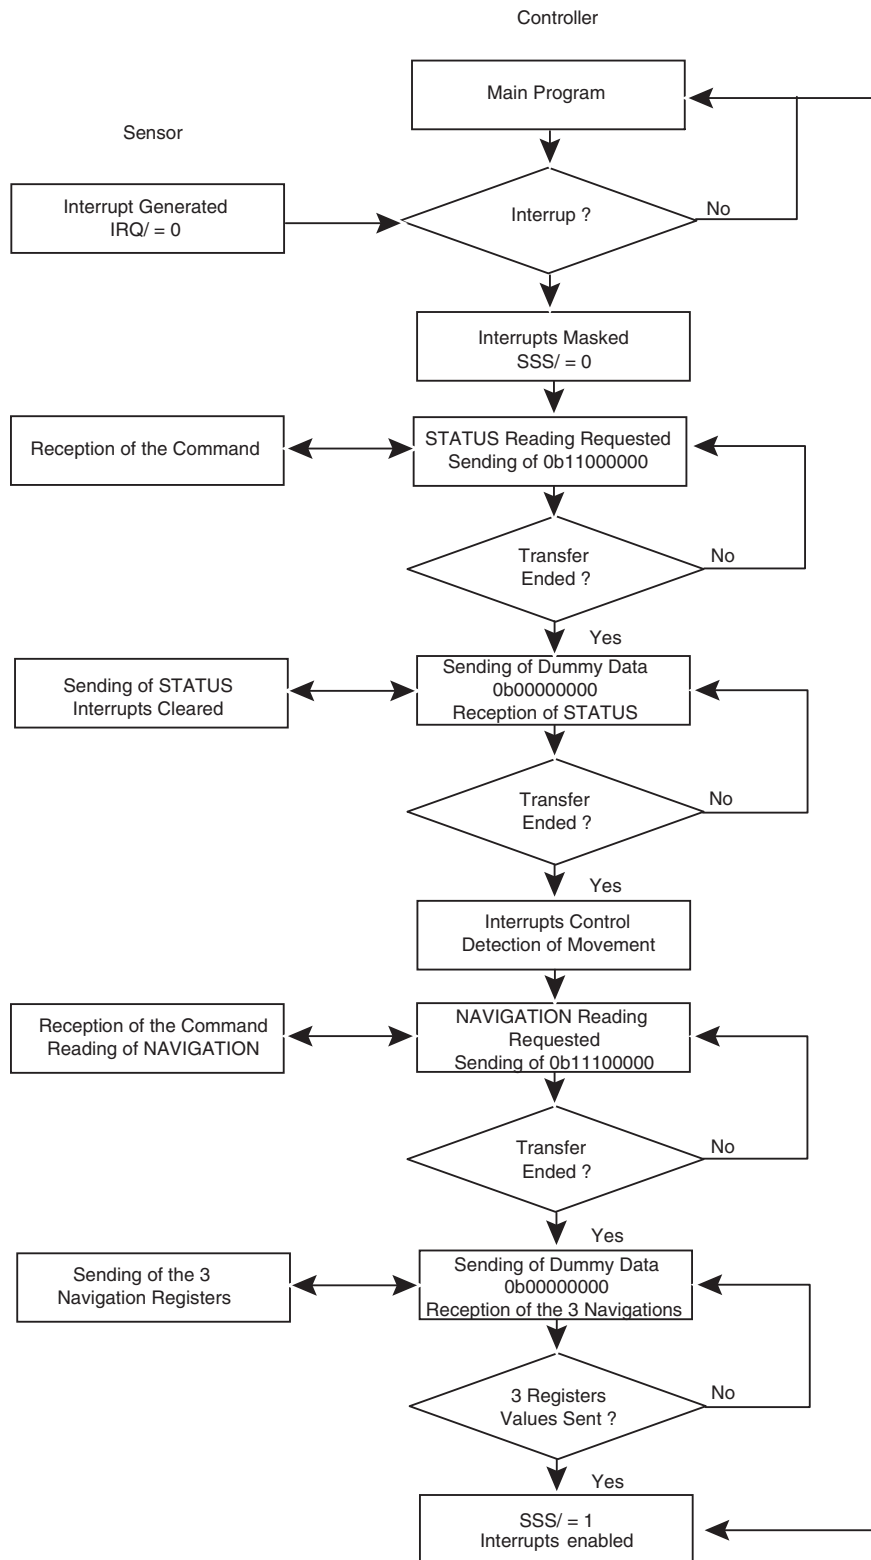 Controller
Main Program
Sensor
Interrupt Generated
IRQ/ = 0
Interrup ?
No
Interrupts Masked
SSS/ = 0
Reception of the Command
STATUS Reading Requested
Sending of 0b11000000
Transfer
Ended ?
No
Yes
Sending of STATUS
Interrupts Cleared
Sending of Dummy Data
0b00000000
Reception of STATUS
Transfer
Ended ?
No
Yes
Interrupts Control
Detection of Movement
Reception of the Command
Reading of NAVIGATION
NAVIGATION Reading
Requested
Sending of 0b11100000
Transfer
Ended ?
No
Yes
Sending of the 3
Navigation Registers
Sending of Dummy Data
0b00000000
Reception of the 3 Navigations
3 Registers
Values Sent ?
No
Yes
SSS/ = 1
Interrupts enabled